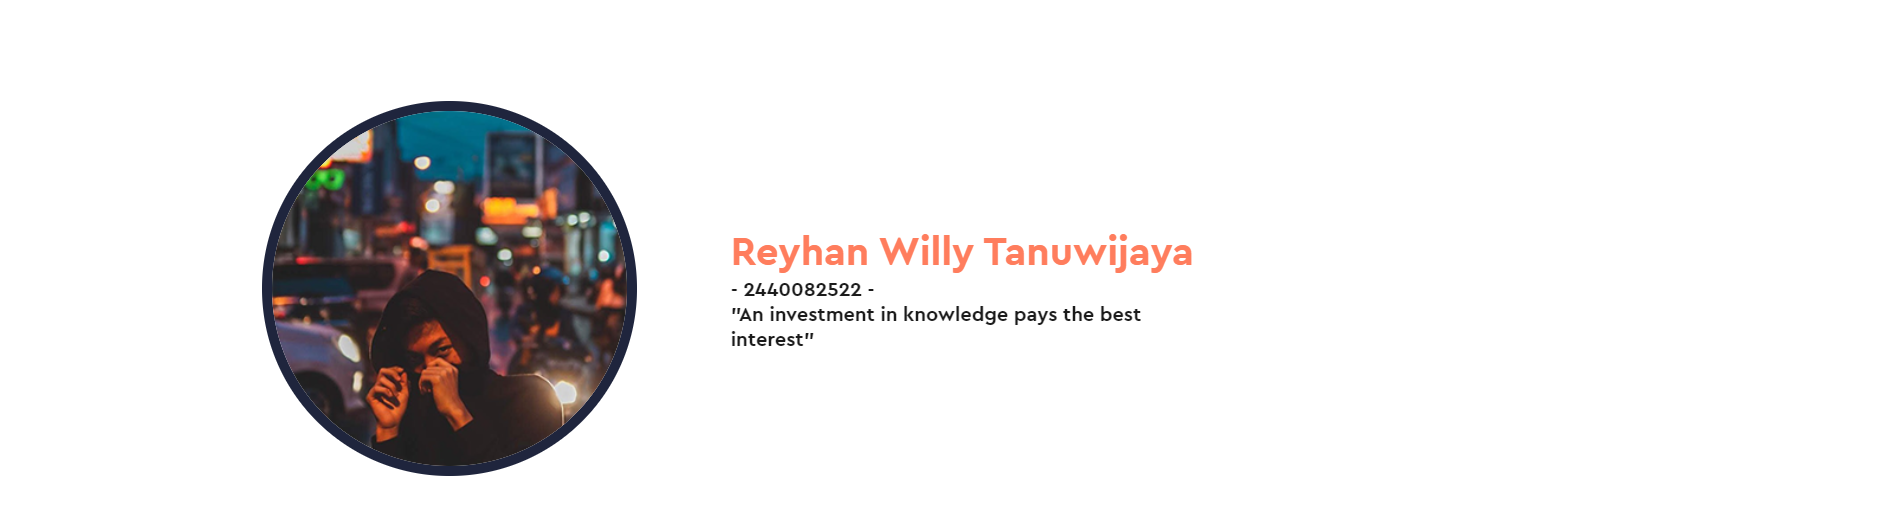 Reyhan Willy Tanuwijaya
- 2440082522 -
"An investment in knowledge pays the best
interest"